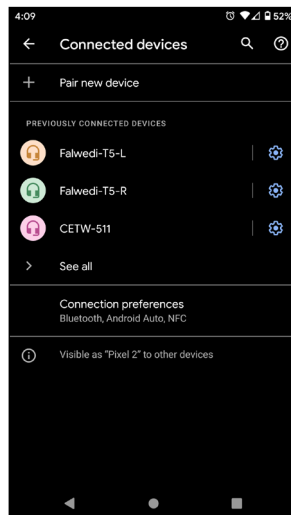 4:09
52%
Connected devices
Pair new device
PREVIOUSLY CONNECTED DEVICES
Falwedi-T5-L
Falwedi-T5-R
CETW-511
See all
Connection preferences
Bluetooth, Android Auto, NFC
Visible as "Pixel 2" to other devices